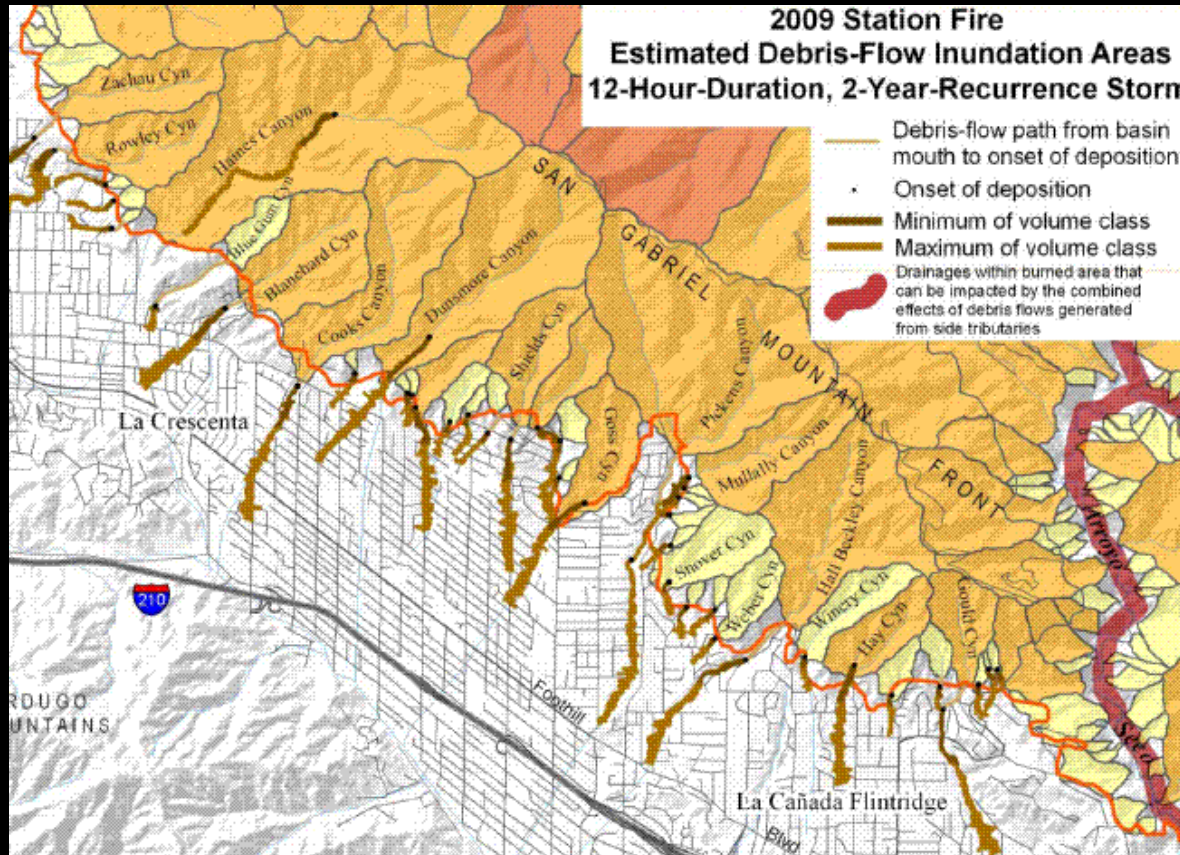 2009 Station Fire
Estimated Debris-Flow Inundation Areas
12-Hour-Duration, 2-Year-Recurrence Storm
Debris-flow path from basin
mouth to onset of deposition
Onset of deposition
Minimum of volume class
Maximum of volume class
Drainages within burned area that
can be impacted by the combined
effects of debris flows generated
from side tributaries
Zachau Cyn
Rowley Cyn
Haines Canyon
Blue Gum Cyn
Blanchard Cyn
Cooks Canyon
Dunsmore Canyon
Shields Cyn
Goss Cyn
Pickens Canyon
Mullally Canyon
Hall Beckley Canyon
Snover Cyn
Weber Cyn
Winery Cyn
Hay Cyn
Gould Cyn
SAN
GABRIEL
MOUNTAIN
FRONT
Arroyo
Seco
La Crescenta
210
RDUGO
UNTAINS
Foothill
Blvd
La Cañada Flintridge